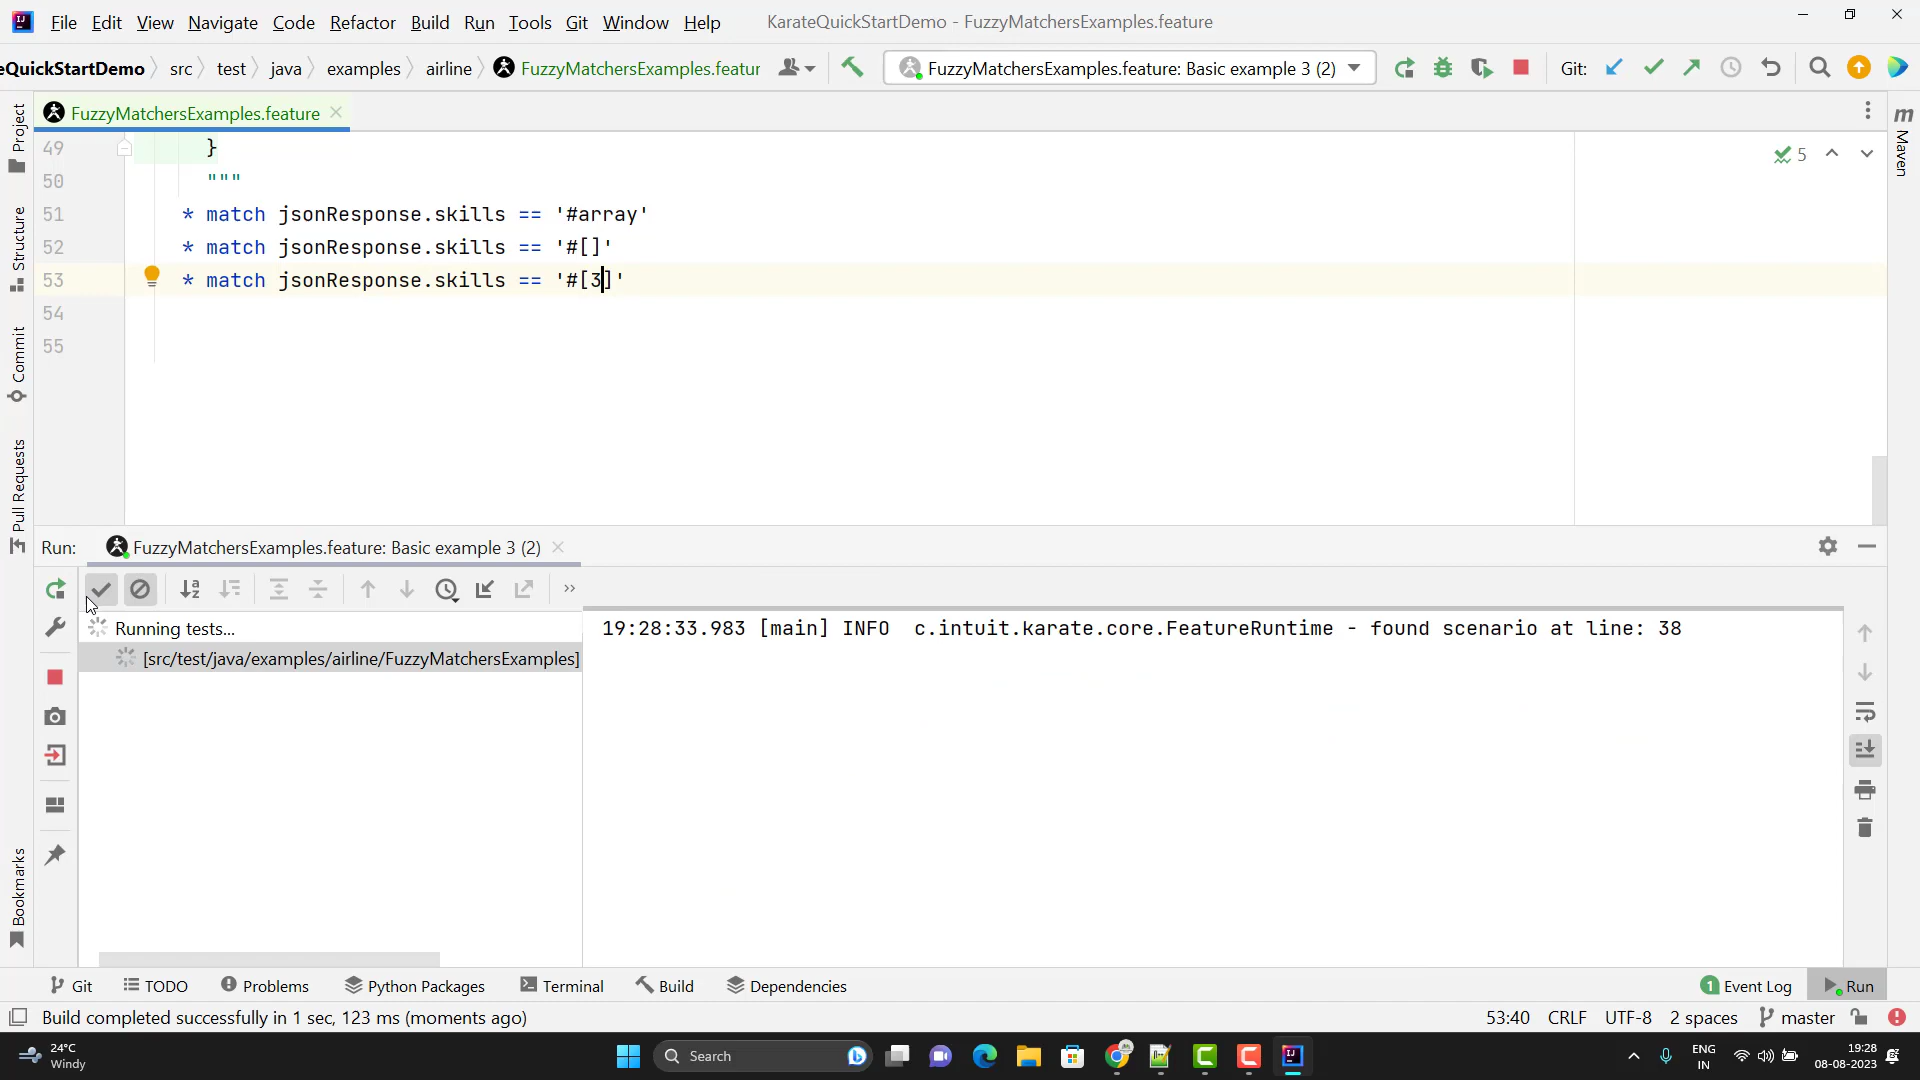 File Edit View Navigate Code Refactor Build Run Tools Git Window Help KarateQuickStartDemo - FuzzyMatchersExamples.feature
eQuickStartDemo src test java examples airline FuzzyMatchersExamples.featur FuzzyMatchersExamples.feature: Basic example 3 (2) Git:
FuzzyMatchersExamples.feature
Project
Structure
Commit
Pull Requests
Bookmarks
m Maven
49 }
50 """
51 * match jsonResponse.skills == '#array'
52 * match jsonResponse.skills == '#[]'
53 * match jsonResponse.skills == '#[3]'
54
55
5
Run: FuzzyMatchersExamples.feature: Basic example 3 (2)
Running tests...
[src/test/java/examples/airline/FuzzyMatchersExamples]
19:28:33.983 [main] INFO c.intuit.karate.core.FeatureRuntime - found scenario at line: 38
Git TODO Problems Python Packages Terminal Build Dependencies 1 Event Log Run
Build completed successfully in 1 sec, 123 ms (moments ago) 53:40 CRLF UTF-8 2 spaces master
24°C
Windy
Search
ENG
IN
19:28
08-08-2023